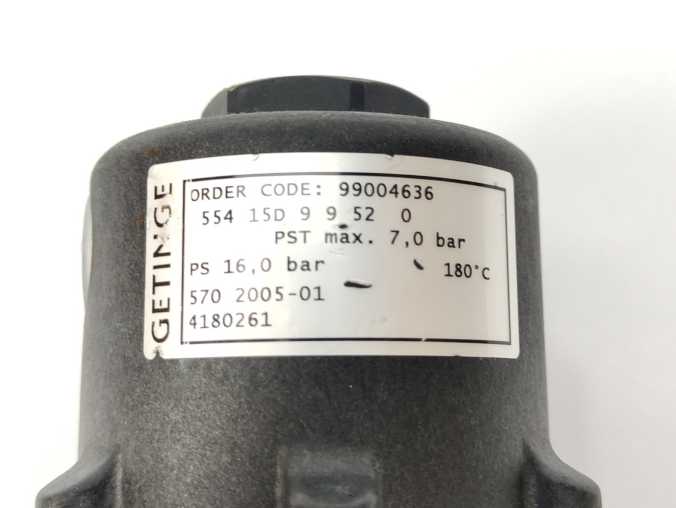 GETINGE
ORDER CODE: 99004636
554 15D 9 9 52 0
PST max. 7,0 bar
PS 16,0 bar 180°C
570 2005-01
4180261